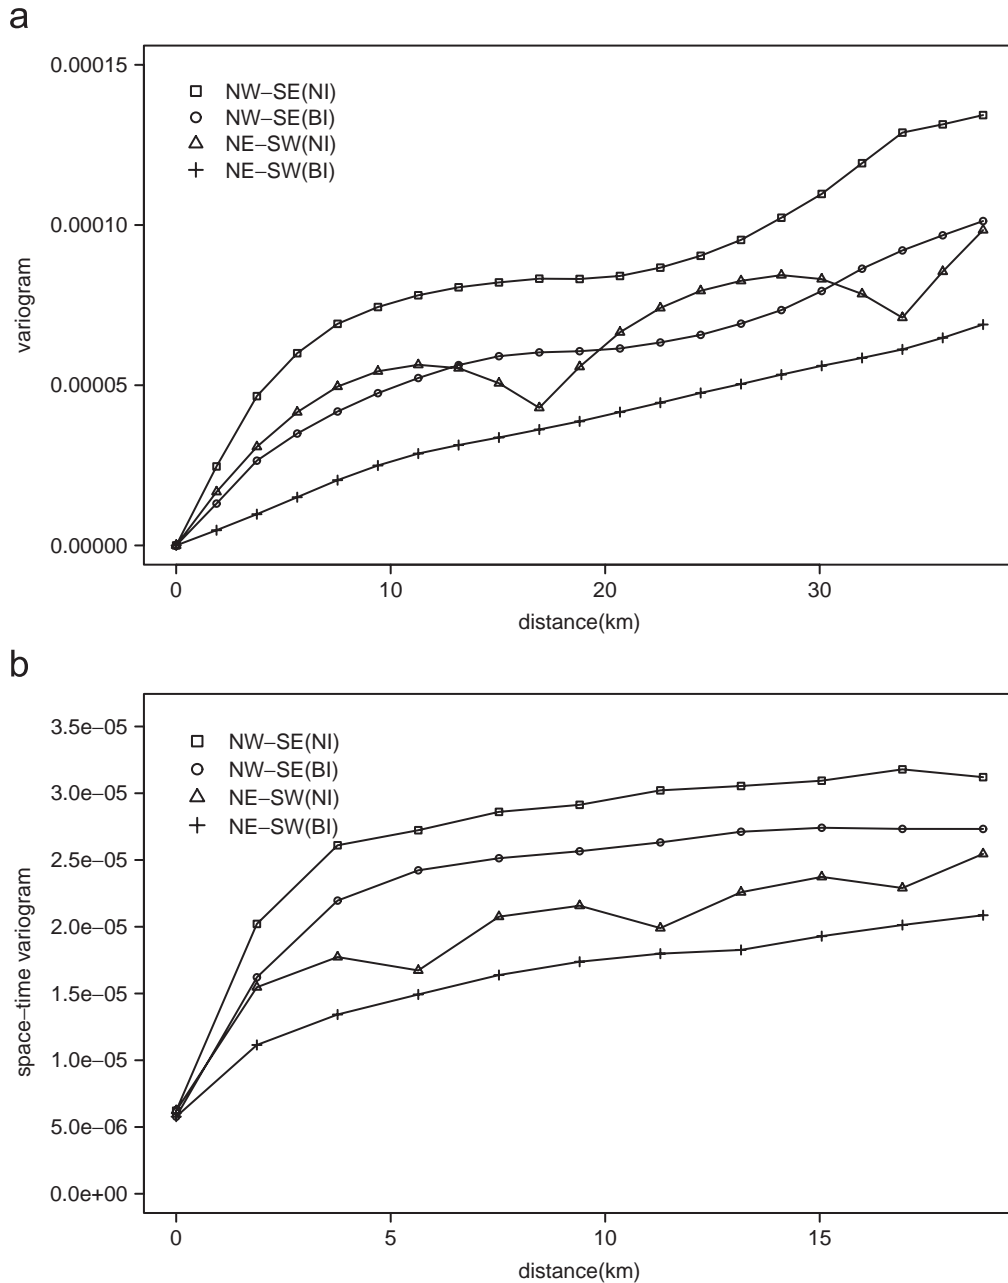 a
0.00015
0.00010
0.00005
0.00000
variogram
NW–SE(NI)
NW–SE(BI)
NE–SW(NI)
NE–SW(BI)
0 10 20 30
distance(km)
b
3.5e–05
3.0e–05
2.5e–05
2.0e–05
1.5e–05
1.0e–05
5.0e–06
0.0e+00
space–time variogram
NW–SE(NI)
NW–SE(BI)
NE–SW(NI)
NE–SW(BI)
0 5 10 15
distance(km)